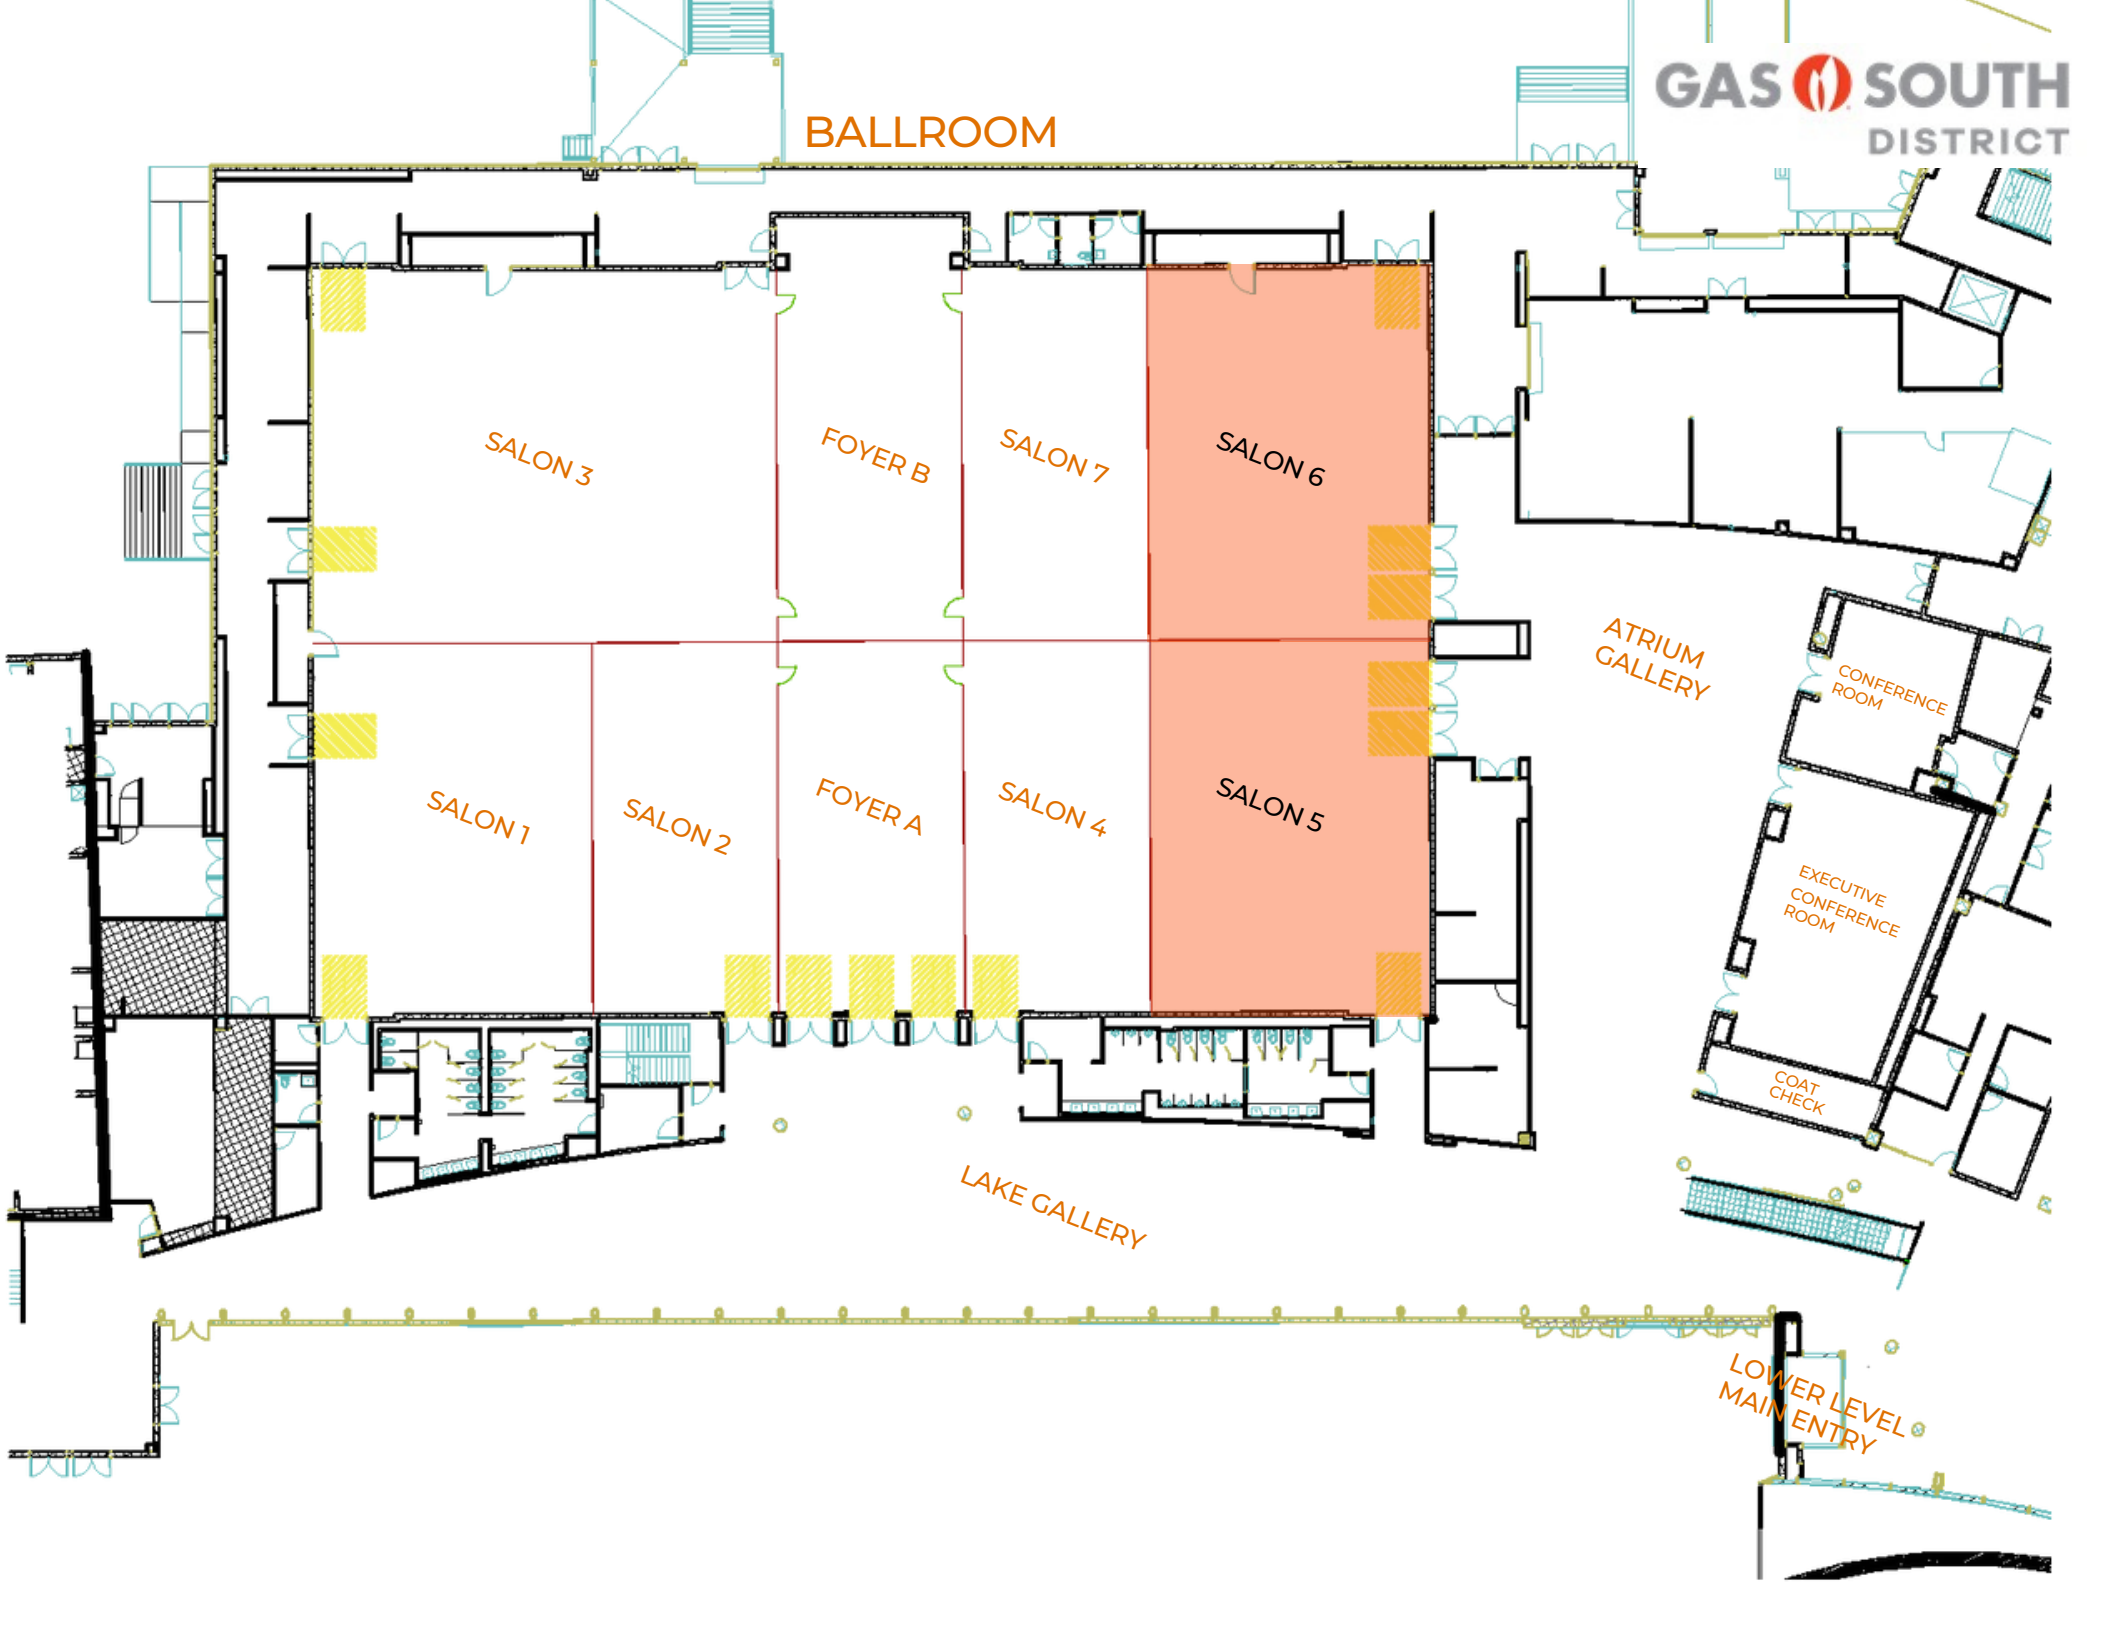 GAS SOUTH
DISTRICT
BALLROOM
SALON 3
FOYER B
SALON 7
SALON 6
ATRIUM
GALLERY
CONFERENCE
ROOM
SALON 1
SALON 2
FOYER A
SALON 4
SALON 5
EXECUTIVE
CONFERENCE
ROOM
COAT
CHECK
LAKE GALLERY
LOWER LEVEL
MAIN ENTRY